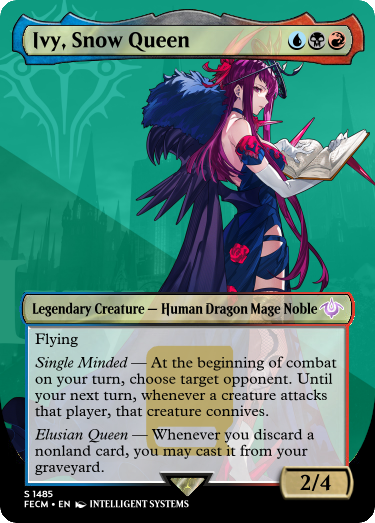 Ivy, Snow Queen
Legendary Creature — Human Dragon Mage Noble
Flying
Single Minded — At the beginning of combat
on your turn, choose target opponent. Until
your next turn, whenever a creature attacks
that player, that creature connives.
Elusian Queen — Whenever you discard a
nonland card, you may cast it from your
graveyard.
2/4
S 1485
FECM • EN INTELLIGENT SYSTEMS